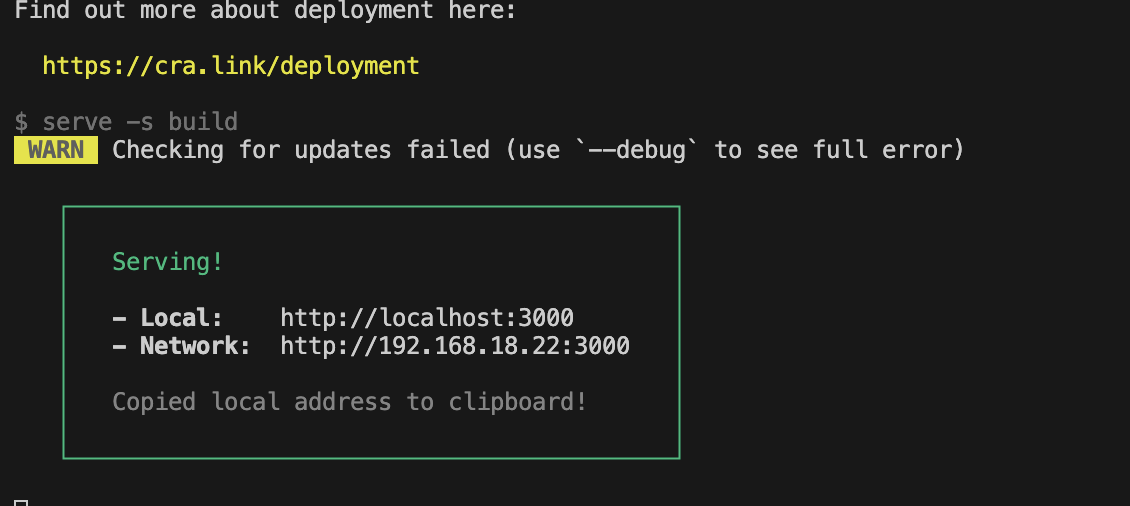 Find out more about deployment here:
https://cra.link/deployment
$ serve -s build
WARN Checking for updates failed (use `--debug` to see full error)
Serving!
- Local: http://localhost:3000
- Network: http://192.168.18.22:3000
Copied local address to clipboard!